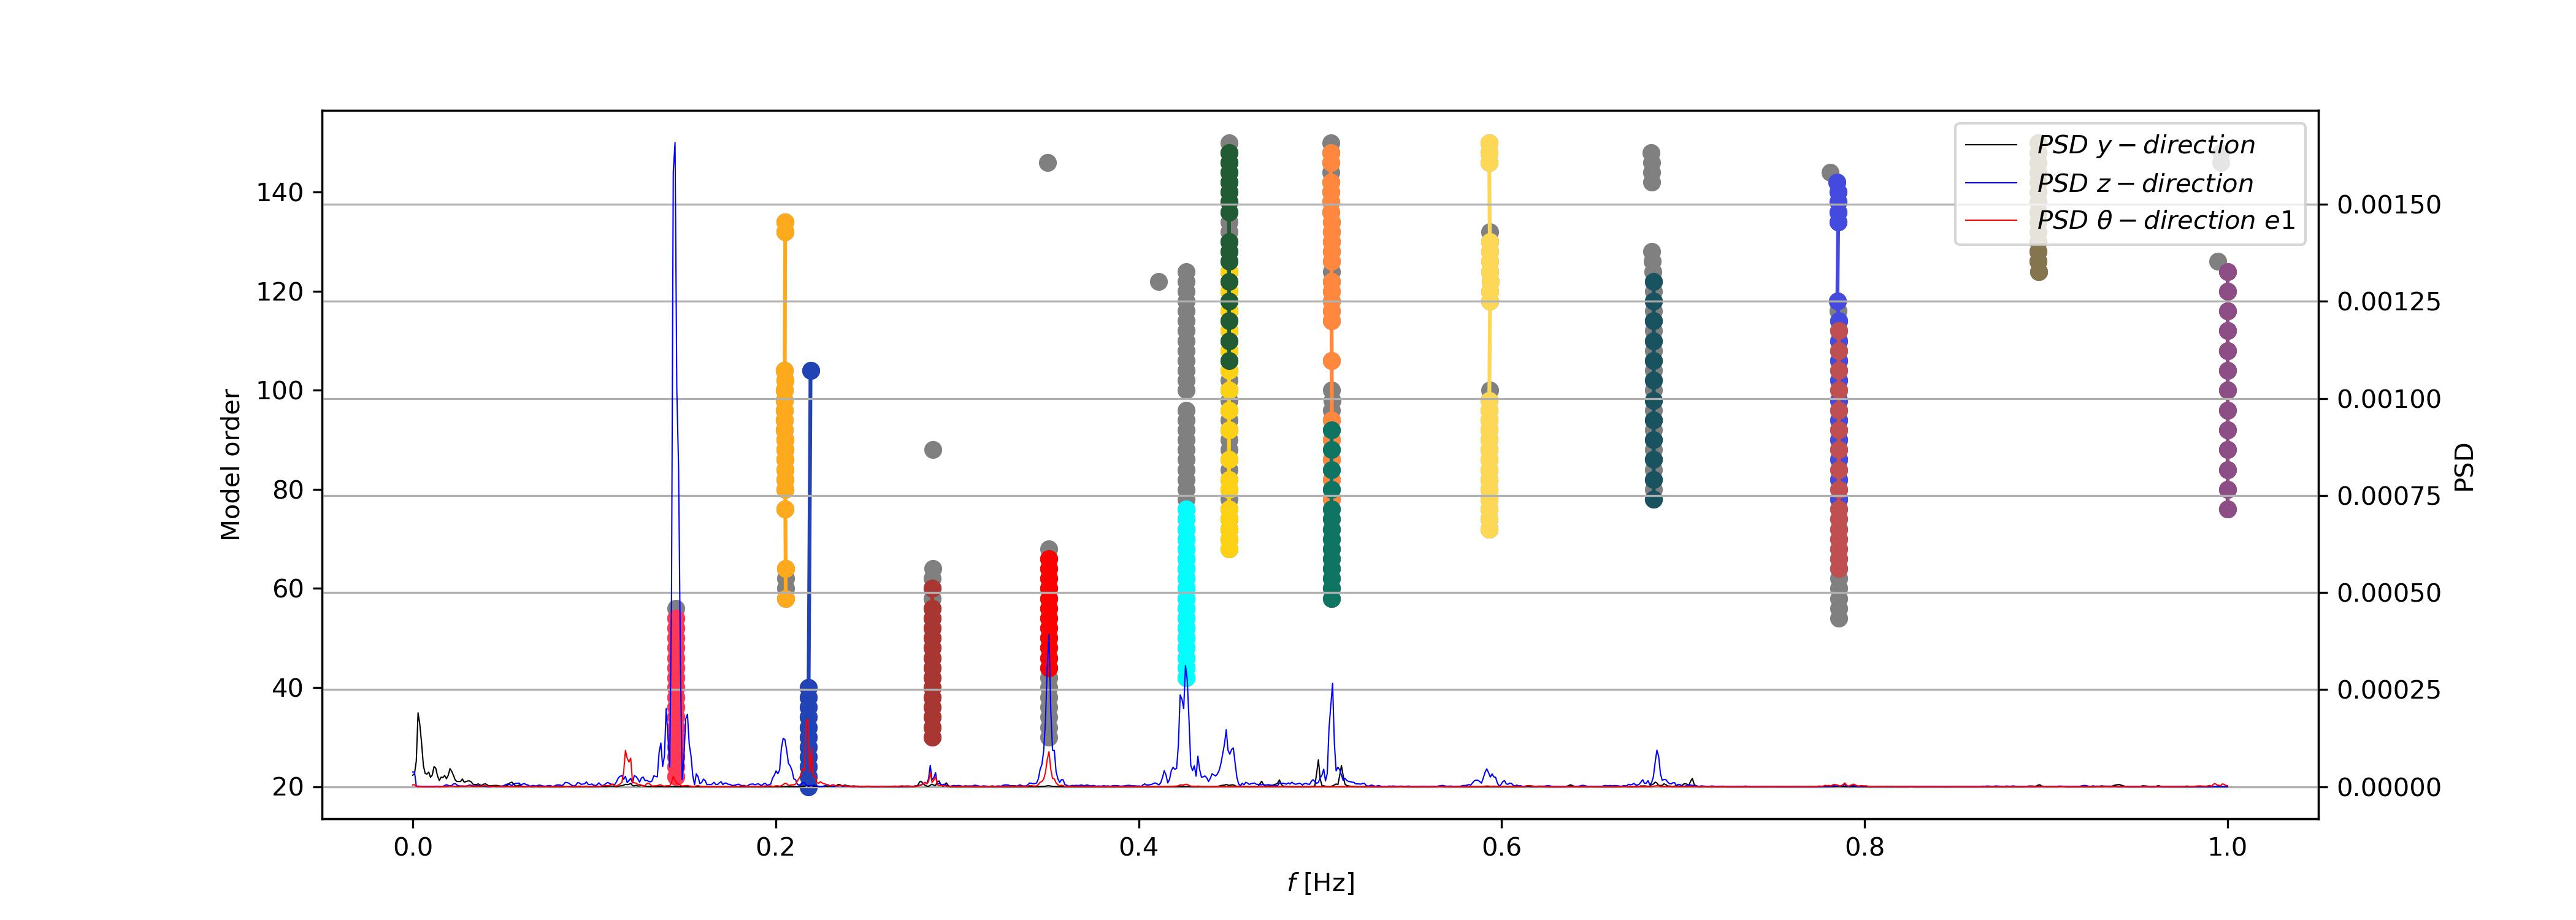 PSD y − direction
PSD z − direction
PSD θ − direction e1
Model order
140
120
100
80
60
40
20
0.00150
0.00125
0.00100
0.00075
0.00050
0.00025
0.00000
PSD
0.0 0.2 0.4 0.6 0.8 1.0
f [Hz]